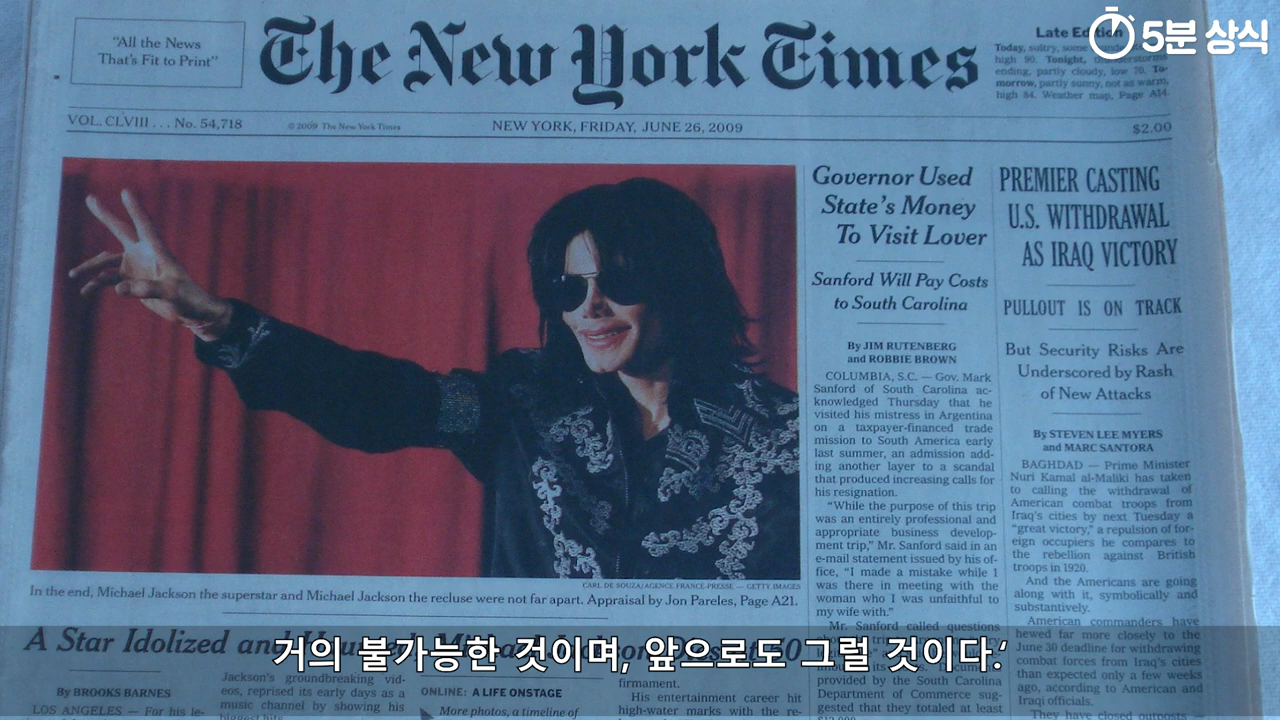 "All the News
That's Fit to Print"
The New York Times
Late Edition
Today, sultry, some
high 90. Tonight,
ending, partly cloudy, low 70. To-
morrow, partly sunny, not as warm,
high 84. Weather map, Page A14.
5분 상식
VOL. CLVIII . . . No. 54,718
© 2009 The New York Times
NEW YORK, FRIDAY, JUNE 26, 2009
$2.00
CARL DE SOUZA/AGENCE FRANCE-PRESSE — GETTY IMAGES
In the end, Michael Jackson the superstar and Michael Jackson the recluse were not far apart. Appraisal by Jon Pareles, Page A21.
A Star Idolized and
By BROOKS BARNES
LOS ANGELES — For his le-
Jackson's groundbreaking vid-
eos, reprised its early days as a
music channel by showing his
biggest hits.
ONLINE: A LIFE ONSTAGE
More photos, a timeline of
firmament.
His entertainment career hit
high-water marks with the re-
Governor Used
State's Money
To Visit Lover
Sanford Will Pay Costs
to South Carolina
By JIM RUTENBERG
and ROBBIE BROWN
COLUMBIA, S.C. — Gov. Mark
Sanford of South Carolina ac-
knowledged Thursday that he
visited his mistress in Argentina
on a taxpayer-financed trade
mission to South America early
last summer, an admission add-
ing another layer to a scandal
that produced increasing calls for
his resignation.
"While the purpose of this trip
was an entirely professional and
appropriate business develop-
ment trip," Mr. Sanford said in an
e-mail statement issued by his of-
fice, "I made a mistake while I
was there in meeting with the
woman who I was unfaithful to
my wife with."
Mr. Sanford called questions
provided by the South Carolina
Department of Commerce sug-
gested that they totaled at least
PREMIER CASTING
U.S. WITHDRAWAL
AS IRAQ VICTORY
PULLOUT IS ON TRACK
But Security Risks Are
Underscored by Rash
of New Attacks
By STEVEN LEE MYERS
and MARC SANTORA
BAGHDAD — Prime Minister
Nuri Kamal al-Maliki has taken
to calling the withdrawal of
American combat troops from
Iraq's cities by next Tuesday a
"great victory," a repulsion of for-
eign occupiers he compares to
the rebellion against British
troops in 1920.
And the Americans are going
along with it, symbolically and
substantively.
American commanders have
hewed far more closely to the
June 30 deadline for withdrawing
combat forces from Iraq's cities
than expected only a few weeks
ago, according to American and
Iraqi officials.
They have closed outposts,
거의 불가능한 것이며, 앞으로도 그럴 것이다.'